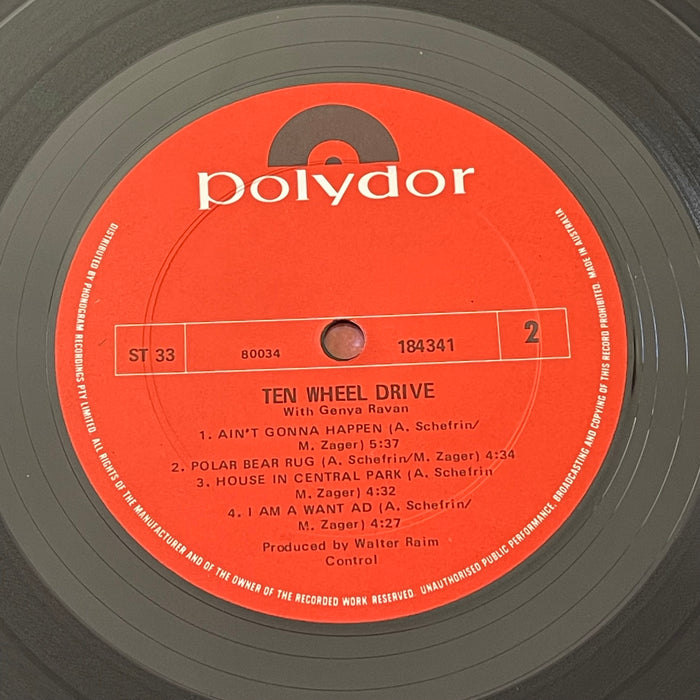 polydor
ST 33 80034 184341 2
TEN WHEEL DRIVE
With Genya Ravan
1. AIN'T GONNA HAPPEN (A. Schefrin/
M. Zager) 5:37
2. POLAR BEAR RUG (A. Schefrin/M. Zager) 4:34
3. HOUSE IN CENTRAL PARK (A. Schefrin
M. Zager) 4:32
4. I AM A WANT AD (A. Schefrin/
M. Zager) 4:27
Produced by Walter Raim
Control
DISTRIBUTED BY PHONOGRAM RECORDINGS PTY LIMITED. ALL RIGHTS OF THE MANUFACTURER AND OF THE OWNER OF THE RECORDED WORK RESERVED. UNAUTHORISED PUBLIC PERFORMANCE, BROADCASTING AND COPYING OF THIS RECORD PROHIBITED. MADE IN AUSTRALIA